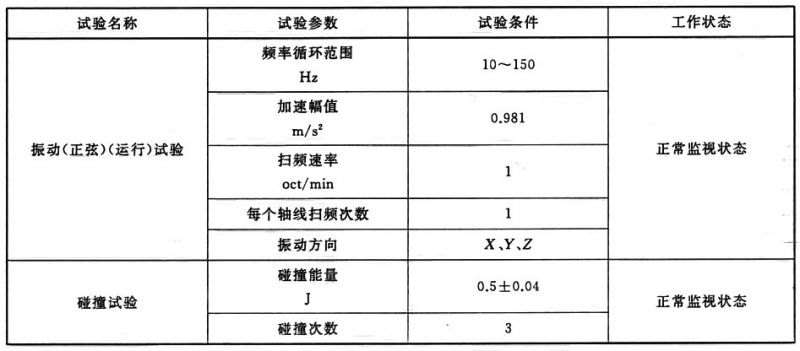 试验名称 试验参数 试验条件 工作状态
振动(正弦)(运行)试验 频率循环范围 10~150 正常监视状态
Hz
加速幅值 0.981
m/s²
扫频速率 1
oct/min
每个轴线扫频次数 1
振动方向 X、Y、Z
碰撞试验 碰撞能量 0.5±0.04 正常监视状态
J
碰撞次数 3